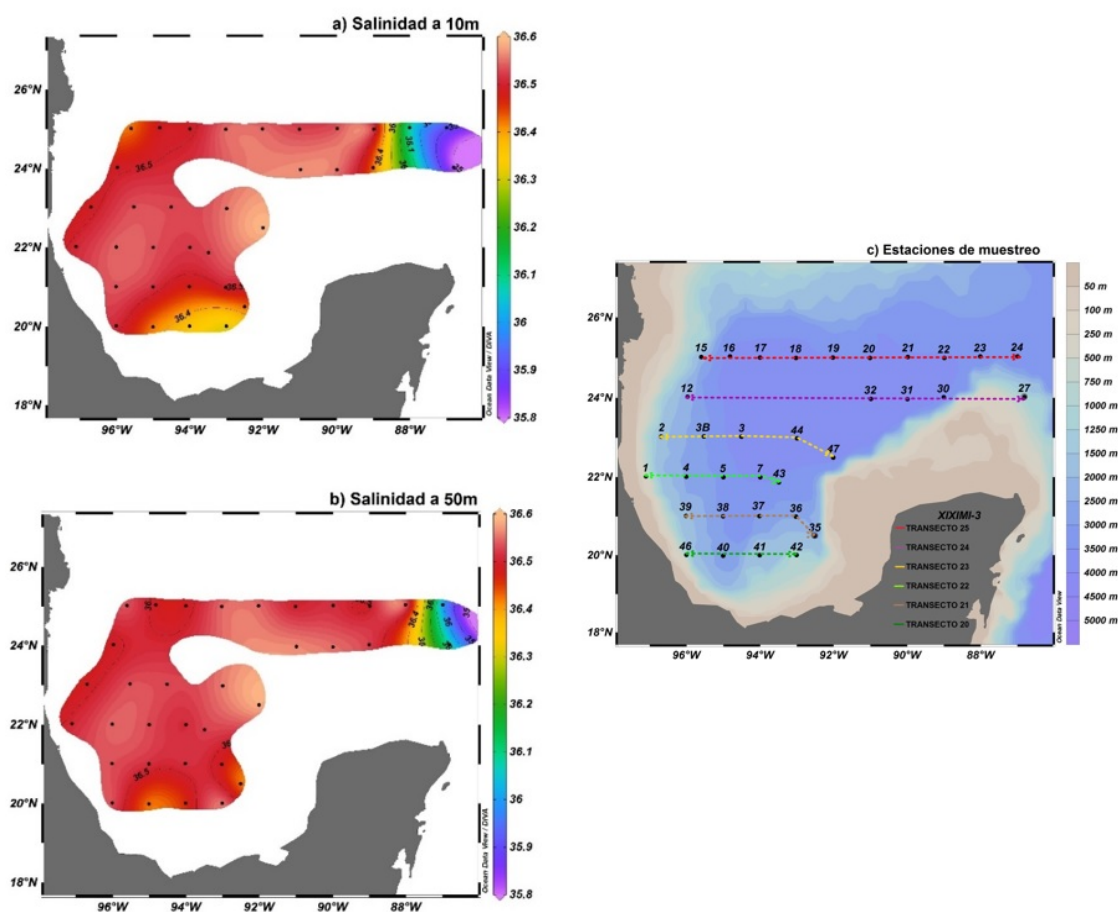 a) Salinidad a 10m
26°N
24°N
22°N
20°N
18°N
96°W 94°W 92°W 90°W 88°W
36.5
36.4
36.1
36.4
36.5
36.6
36.5
36.4
36.3
36.2
36.1
36
35.9
35.8
Ocean Data View / DIVA
b) Salinidad a 50m
26°N
24°N
22°N
20°N
18°N
96°W 94°W 92°W 90°W 88°W
36.4
36.5
36.6
36.5
36.4
36.3
36.2
36.1
36
35.9
35.8
Ocean Data View / DIVA
c) Estaciones de muestreo
26°N
24°N
22°N
20°N
18°N
96°W 94°W 92°W 90°W 88°W
15 16 17 18 19 20 21 22 23 24
12 32 31 30 27
2 3B 3 44 47
1 4 5 7 43
39 38 37 36 35
46 40 41 42
XIXIMI-3
TRANSECTO 25
TRANSECTO 24
TRANSECTO 23
TRANSECTO 22
TRANSECTO 21
TRANSECTO 20
50 m
100 m
250 m
500 m
750 m
1000 m
1250 m
1500 m
2000 m
2500 m
3000 m
3500 m
4000 m
4500 m
5000 m
Ocean Data View